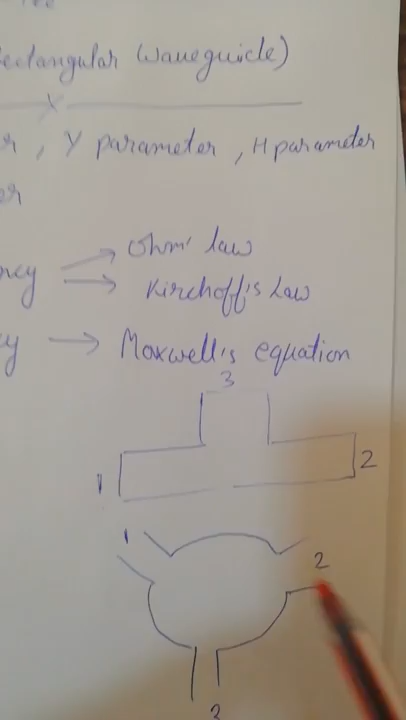 Rectangular (Waveguide)
, Y parameter , H parameter
Ohm' law
Kirchoff's Law
Maxwell's equation
3
1
2
1
2
3